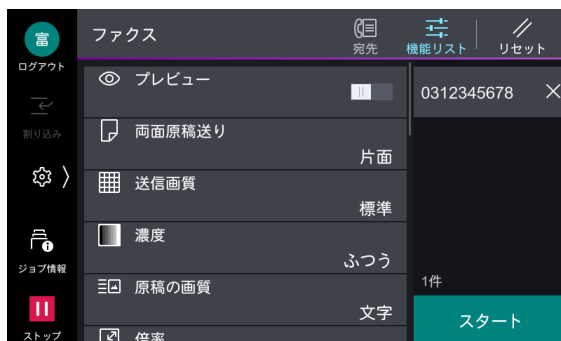 富
ログアウト
割り込み
ジョブ情報
ストップ
ファクス
宛先
機能リスト
リセット
プレビュー
両面原稿送り
片面
送信画質
標準
濃度
ふつう
原稿の画質
文字
倍率
0312345678
1件
スタート